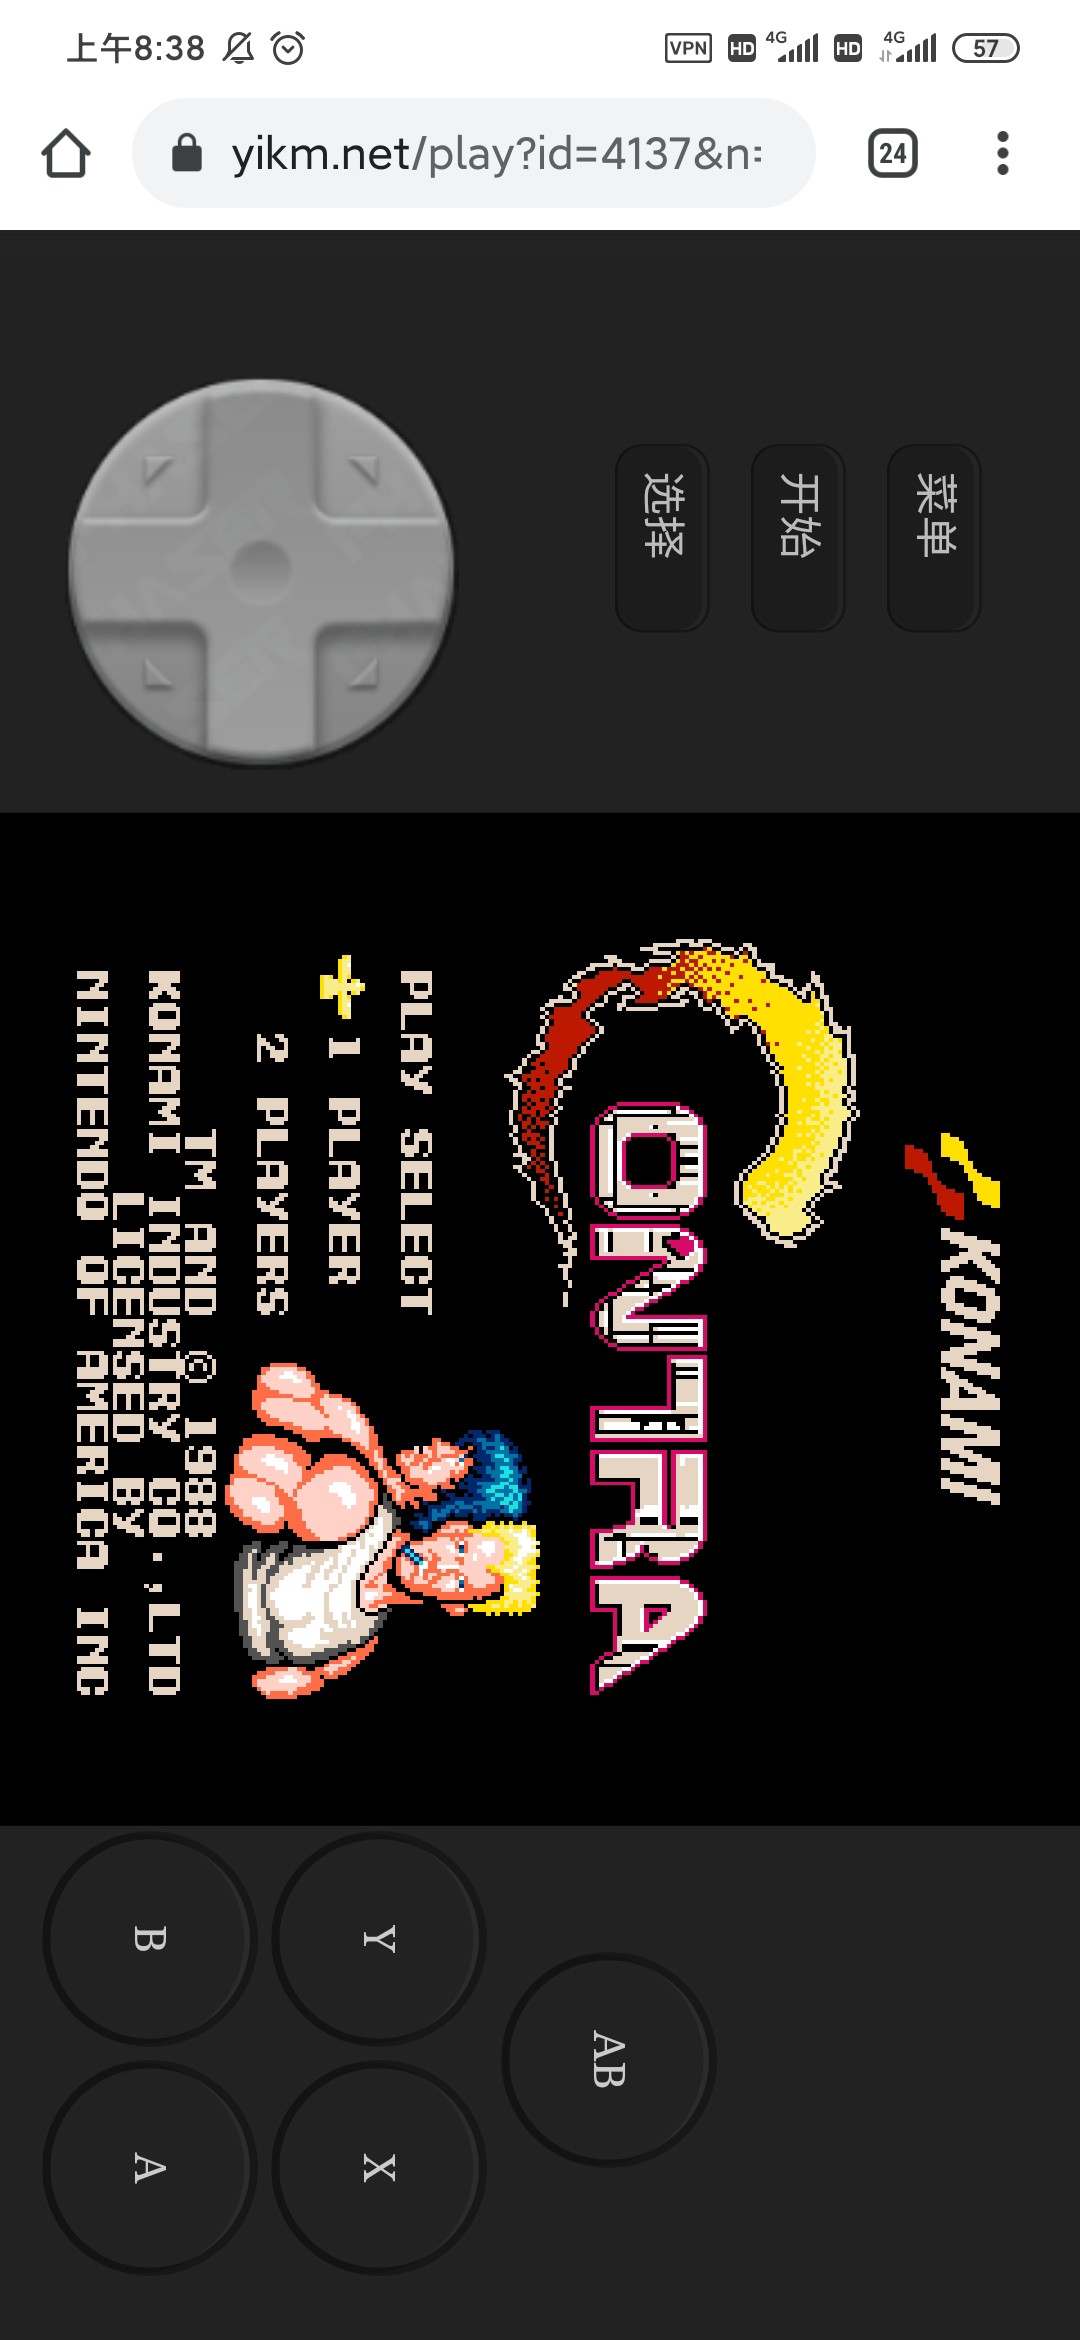 上午8:38
VPN HD 4G HD 4G 57
yikm.net/play?id=4137&n=
24
选择
开始
菜单
KONAMI
CONTRA
PLAY SELECT
1 PLAYER
2 PLAYERS
TM AND © 1988
KONAMI INDUSTRY CO.,LTD
LICENSED BY
NINTENDO OF AMERICA INC
Y
X
B
A
AB